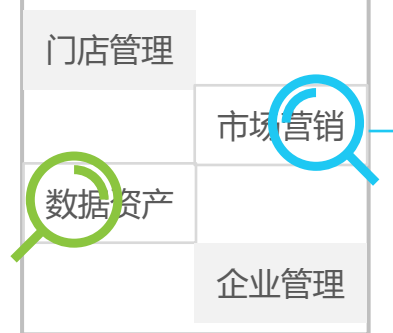 门店管理
市场营销
数据资产
企业管理